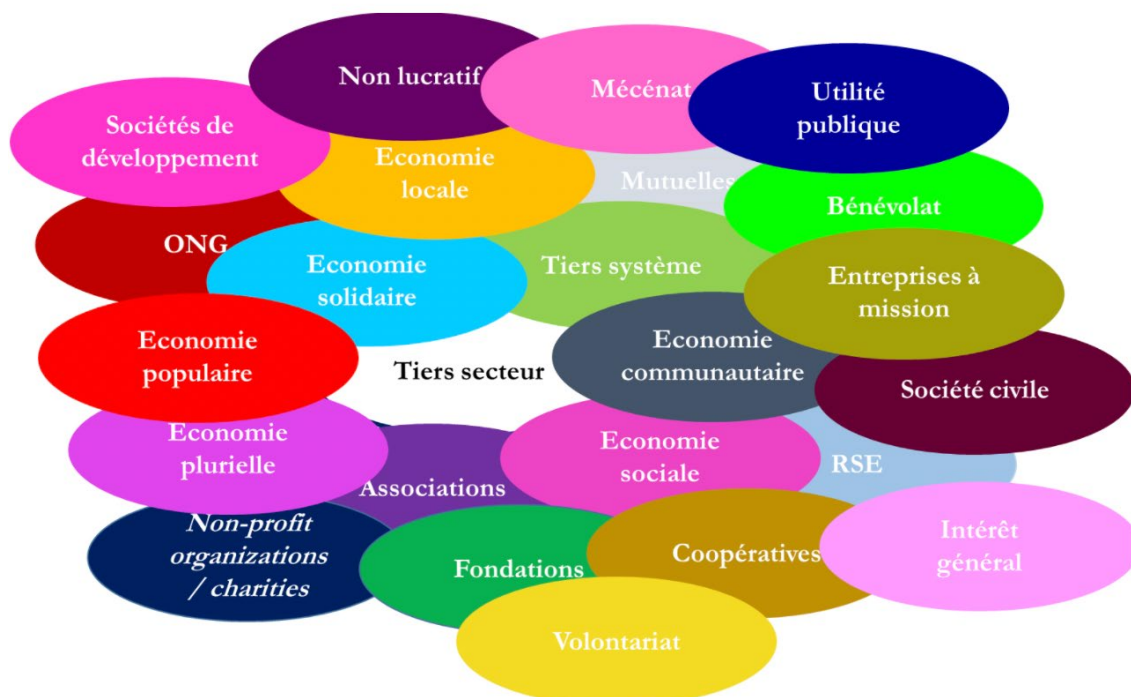 Non lucratif
Mécénat
Utilité
publique
Sociétés de
développement
Economie
locale
Mutuelles
Bénévolat
ONG
Economie
solidaire
Tiers système
Entreprises à
mission
Economie
populaire
Tiers secteur
Economie
communautaire
Société civile
Economie
plurielle
Associations
Economie
sociale
RSE
Non-profit
organizations
/ charities
Fondations
Coopératives
Intérêt
général
Volontariat